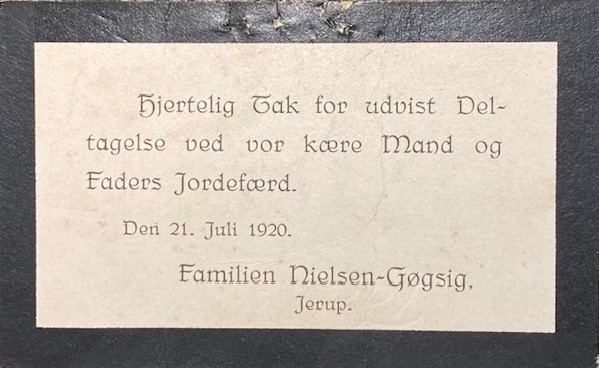 Hjertelig Tak for udvist Del-
tagelse ved vor kære Mand og
Faders Jordefærd.
Den 21. Juli 1920.
Familien Nielsen-Gøgsig,
Jerup.